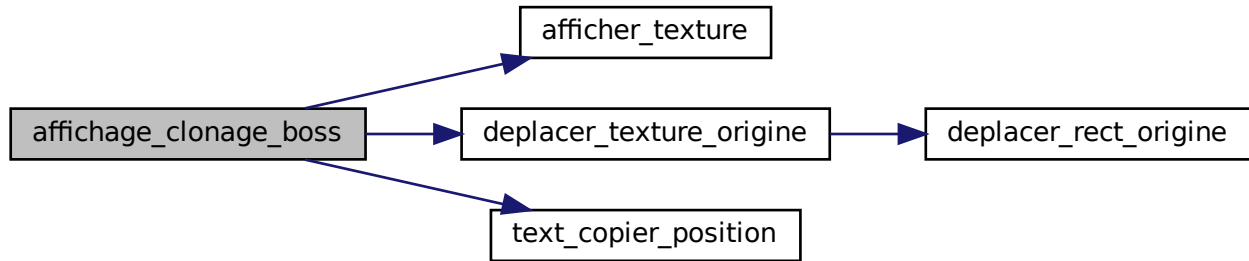 afficher_texture
affichage_clonage_boss
deplacer_texture_origine
deplacer_rect_origine
text_copier_position